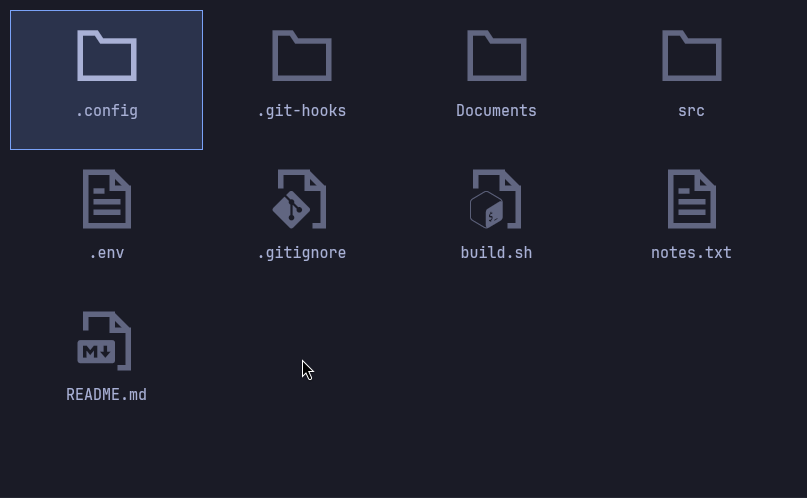 .config
.git-hooks
Documents
src
.env
.gitignore
$_
build.sh
notes.txt
M
README.md